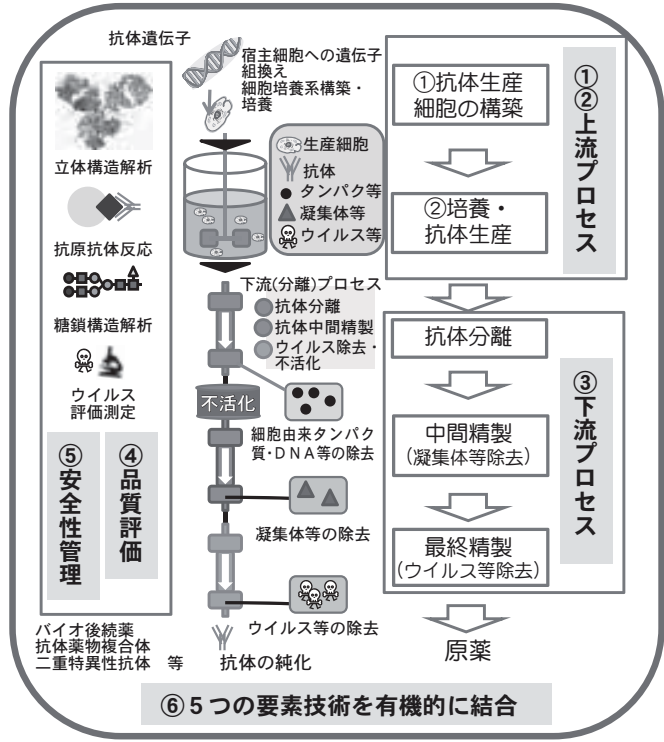 抗体遺伝子
宿主細胞への遺伝子
組換え
細胞培養系構築・
培養
生産細胞
抗体
タンパク等
凝集体等
ウイルス等
下流(分離)プロセス
抗体分離
抗体中間精製
ウイルス除去・
不活化
不活化
細胞由来タンパク
質・DNA等の除去
凝集体等の除去
ウイルス等の除去
抗体の純化
立体構造解析
抗原抗体反応
糖鎖構造解析
ウイルス
評価測定
⑤安全性管理
④品質評価
バイオ後続薬
抗体薬物複合体
二重特異性抗体 等
①抗体生産
細胞の構築
②培養・
抗体生産
①②上流プロセス
抗体分離
中間精製
(凝集体等除去)
最終精製
(ウイルス等除去)
③下流プロセス
原薬
⑥5つの要素技術を有機的に結合